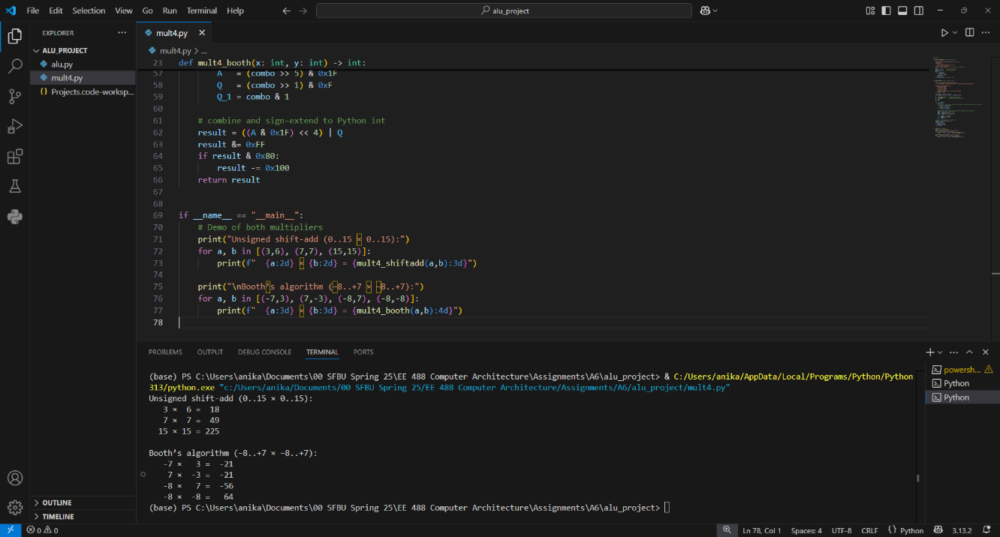 File Edit Selection View Go Run Terminal Help
alu_project
EXPLORER
ALU_PROJECT
alu.py
mult4.py
{} Projects.code-worksp...
OUTLINE
TIMELINE
mult4.py
mult4.py > ...
23 def mult4_booth(x: int, y: int) -> int:
57 A = (combo >> 5) & 0x1F
58 Q = (combo >> 1) & 0xF
59 Q_1 = combo & 1
60
61 # combine and sign-extend to Python int
62 result = ((A & 0x1F) << 4) | Q
63 result &= 0xFF
64 if result & 0x80:
65 result -= 0x100
66 return result
67
68
69 if __name__ == "__main__":
70 # Demo of both multipliers
71 print("Unsigned shift-add (0..15 × 0..15):")
72 for a, b in [(3,6), (7,7), (15,15)]:
73 print(f"  {a:2d} × {b:2d} = {mult4_shiftadd(a,b):3d}")
74
75 print("\nBooth’s algorithm (−8..+7 × −8..+7):")
76 for a, b in [(-7,3), (7,-3), (-8,7), (-8,-8)]:
77 print(f"  {a:3d} × {b:3d} = {mult4_booth(a,b):4d}")
78
PROBLEMS OUTPUT DEBUG CONSOLE TERMINAL PORTS
(base) PS C:\Users\anika\Documents\00 SFBU Spring 25\EE 488 Computer Architecture\Assignments\A6\alu_project> & C:/Users/anika/AppData/Local/Programs/Python/Python
313/python.exe "c:/Users/anika/Documents/00 SFBU Spring 25/EE 488 Computer Architecture/Assignments/A6/alu_project/mult4.py"
Unsigned shift-add (0..15 × 0..15):
3 × 6 = 18
7 × 7 = 49
15 × 15 = 225
Booth’s algorithm (−8..+7 × −8..+7):
-7 × 3 = -21
7 × -3 = -21
-8 × 7 = -56
-8 × -8 = 64
(base) PS C:\Users\anika\Documents\00 SFBU Spring 25\EE 488 Computer Architecture\Assignments\A6\alu_project>
powersh...
Python
Python
0 0 Ln 78, Col 1 Spaces: 4 UTF-8 CRLF {} Python 3.13.2